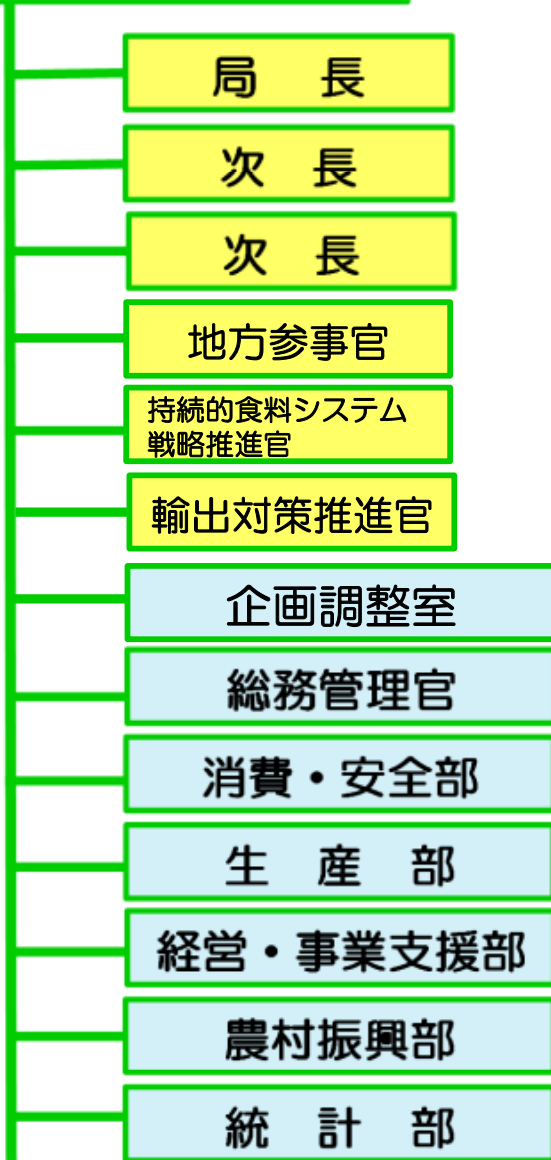 局　長
次　長
次　長
地方参事官
持続的食料システム
戦略推進官
輸出対策推進官
企画調整室
総務管理官
消費・安全部
生　産　部
経営・事業支援部
農村振興部
統　計　部